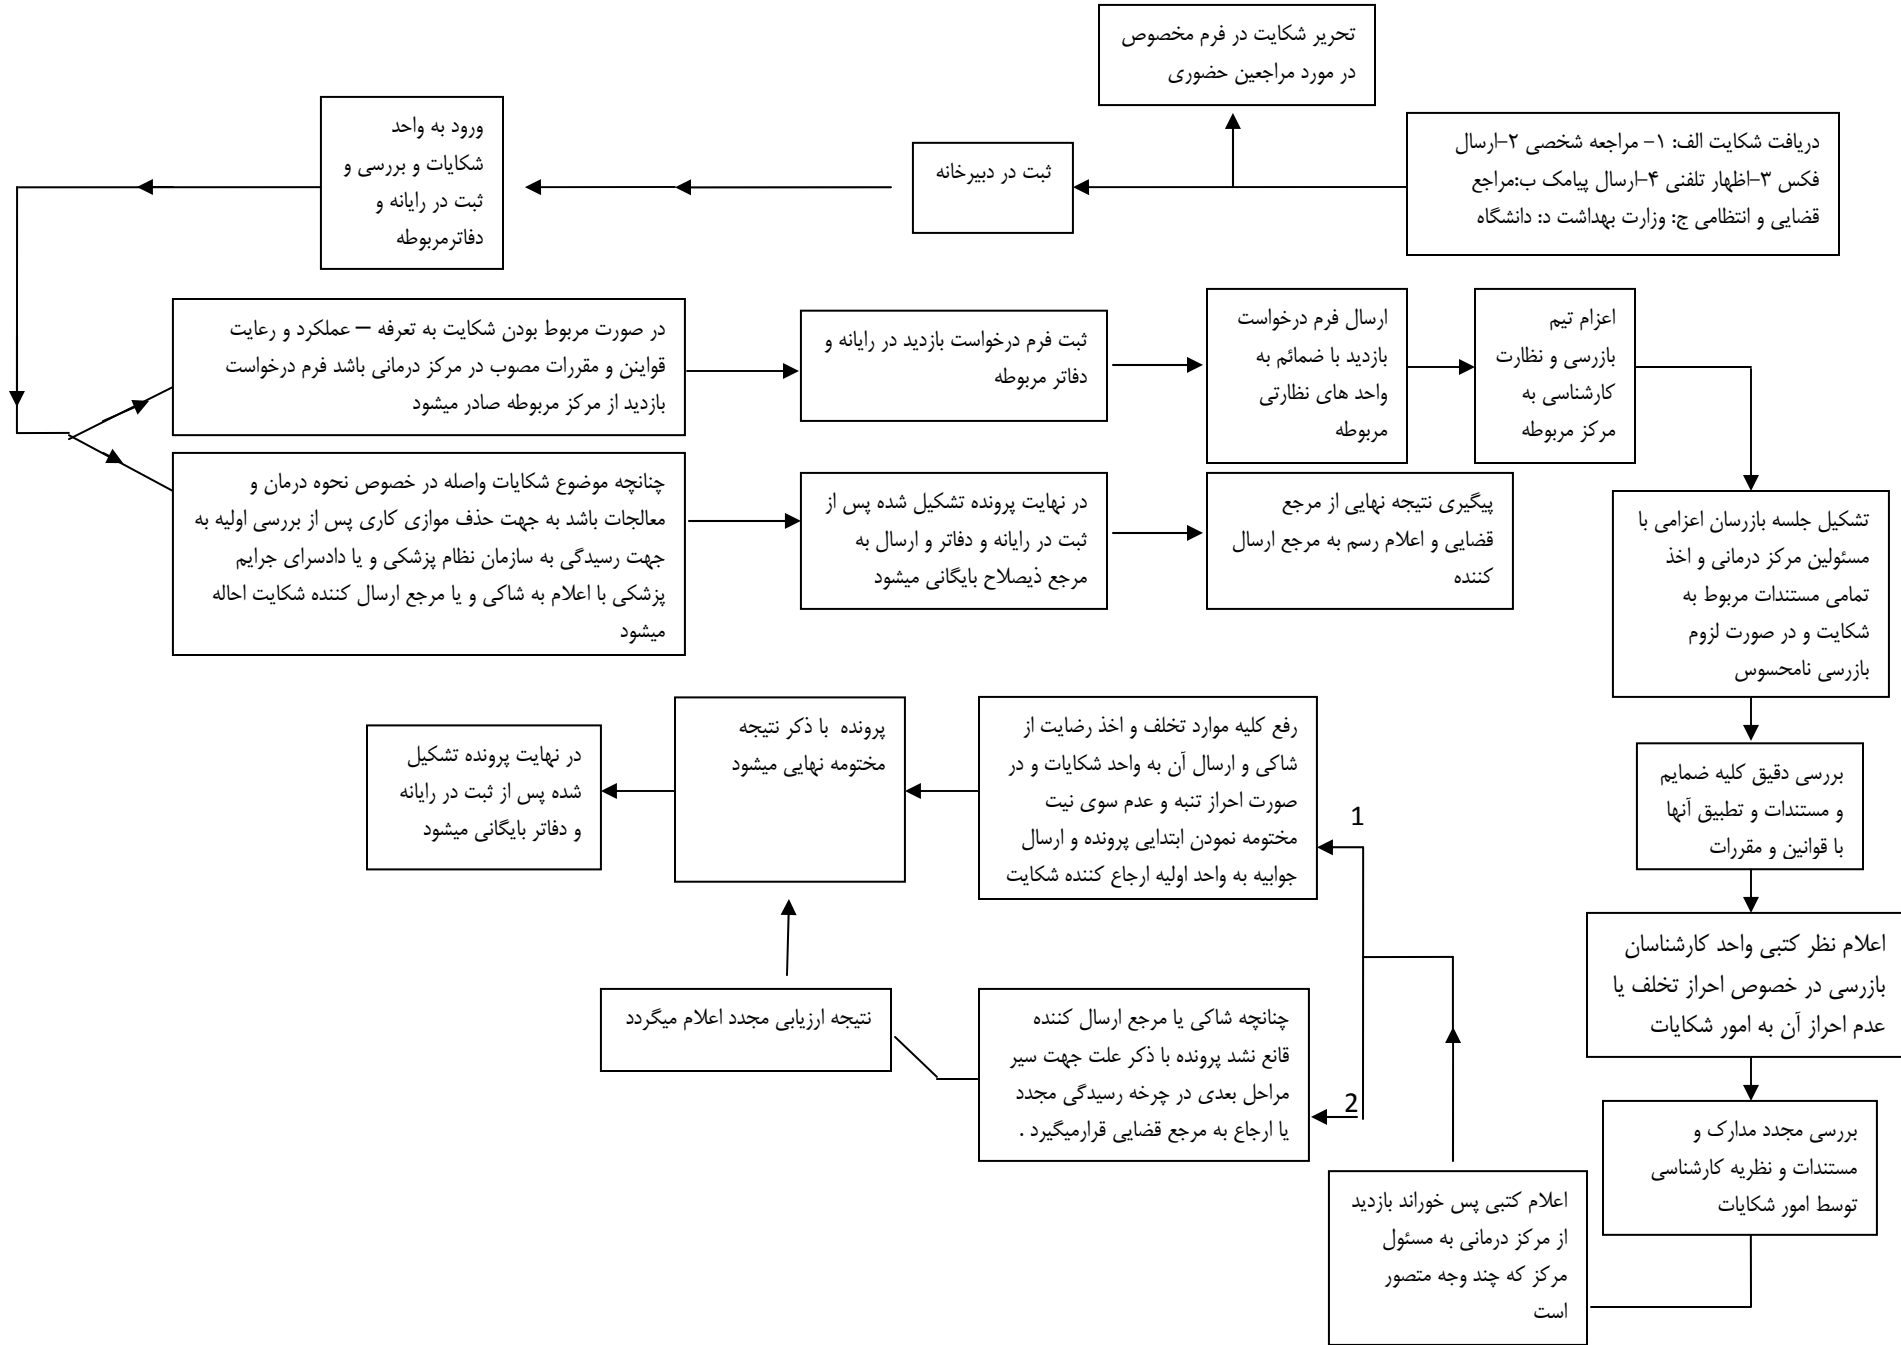 تحریر شکایت در فرم مخصوص
در مورد مراجعین حضوری
دریافت شکایت الف: ۱- مراجعه شخصی ۲-ارسال
فکس ۳-اظهار تلفنی ۴-ارسال پیامک ب:مراجع
قضایی و انتظامی ج: وزارت بهداشت د: دانشگاه
ثبت در دبیرخانه
ورود به واحد
شکایات و بررسی و
ثبت در رایانه و
دفاترمربوطه
در صورت مربوط بودن شکایت به تعرفه – عملکرد و رعایت
قواینن و مقررات مصوب در مرکز درمانی باشد فرم درخواست
بازدید از مرکز مربوطه صادر میشود
ثبت فرم درخواست بازدید در رایانه و
دفاتر مربوطه
ارسال فرم درخواست
بازدید با ضمائم به
واحد های نظارتی
مربوطه
اعزام تیم
بازرسی و نظارت
کارشناسی به
مرکز مربوطه
چنانچه موضوع شکایات واصله در خصوص نحوه درمان و
معالجات باشد به جهت حذف موازی کاری پس از بررسی اولیه به
جهت رسیدگی به سازمان نظام پزشکی و یا دادسرای جرایم
پزشکی با اعلام به شاکی و یا مرجع ارسال کننده شکایت احاله
میشود
در نهایت پرونده تشکیل شده پس از
ثبت در رایانه و دفاتر و ارسال به
مرجع ذیصلاح بایگانی میشود
پیگیری نتیجه نهایی از مرجع
قضایی و اعلام رسم به مرجع ارسال
کننده
تشکیل جلسه بازرسان اعزامی با
مسئولین مرکز درمانی و اخذ
تمامی مستندات مربوط به
شکایت و در صورت لزوم
بازرسی نامحسوس
بررسی دقیق کلیه ضمایم
و مستندات و تطبیق آنها
با قوانین و مقررات
اعلام نظر کتبی واحد کارشناسان
بازرسی در خصوص احراز تخلف یا
عدم احراز آن به امور شکایات
بررسی مجدد مدارک و
مستندات و نظریه کارشناسی
توسط امور شکایات
اعلام کتبی پس خوراند بازدید
از مرکز درمانی به مسئول
مرکز که چند وجه متصور
است
1
رفع کلیه موارد تخلف و اخذ رضایت از
شاکی و ارسال آن به واحد شکایات و در
صورت احراز تنبه و عدم سوی نیت
مختومه نمودن ابتدایی پرونده و ارسال
جوابیه به واحد اولیه ارجاع کننده شکایت
پرونده با ذکر نتیجه
مختومه نهایی میشود
در نهایت پرونده تشکیل
شده پس از ثبت در رایانه
و دفاتر بایگانی میشود
2
چنانچه شاکی یا مرجع ارسال کننده
قانع نشد پرونده با ذکر علت جهت سیر
مراحل بعدی در چرخه رسیدگی مجدد
یا ارجاع به مرجع قضایی قرارمیگیرد .
نتیجه ارزیابی مجدد اعلام میگردد